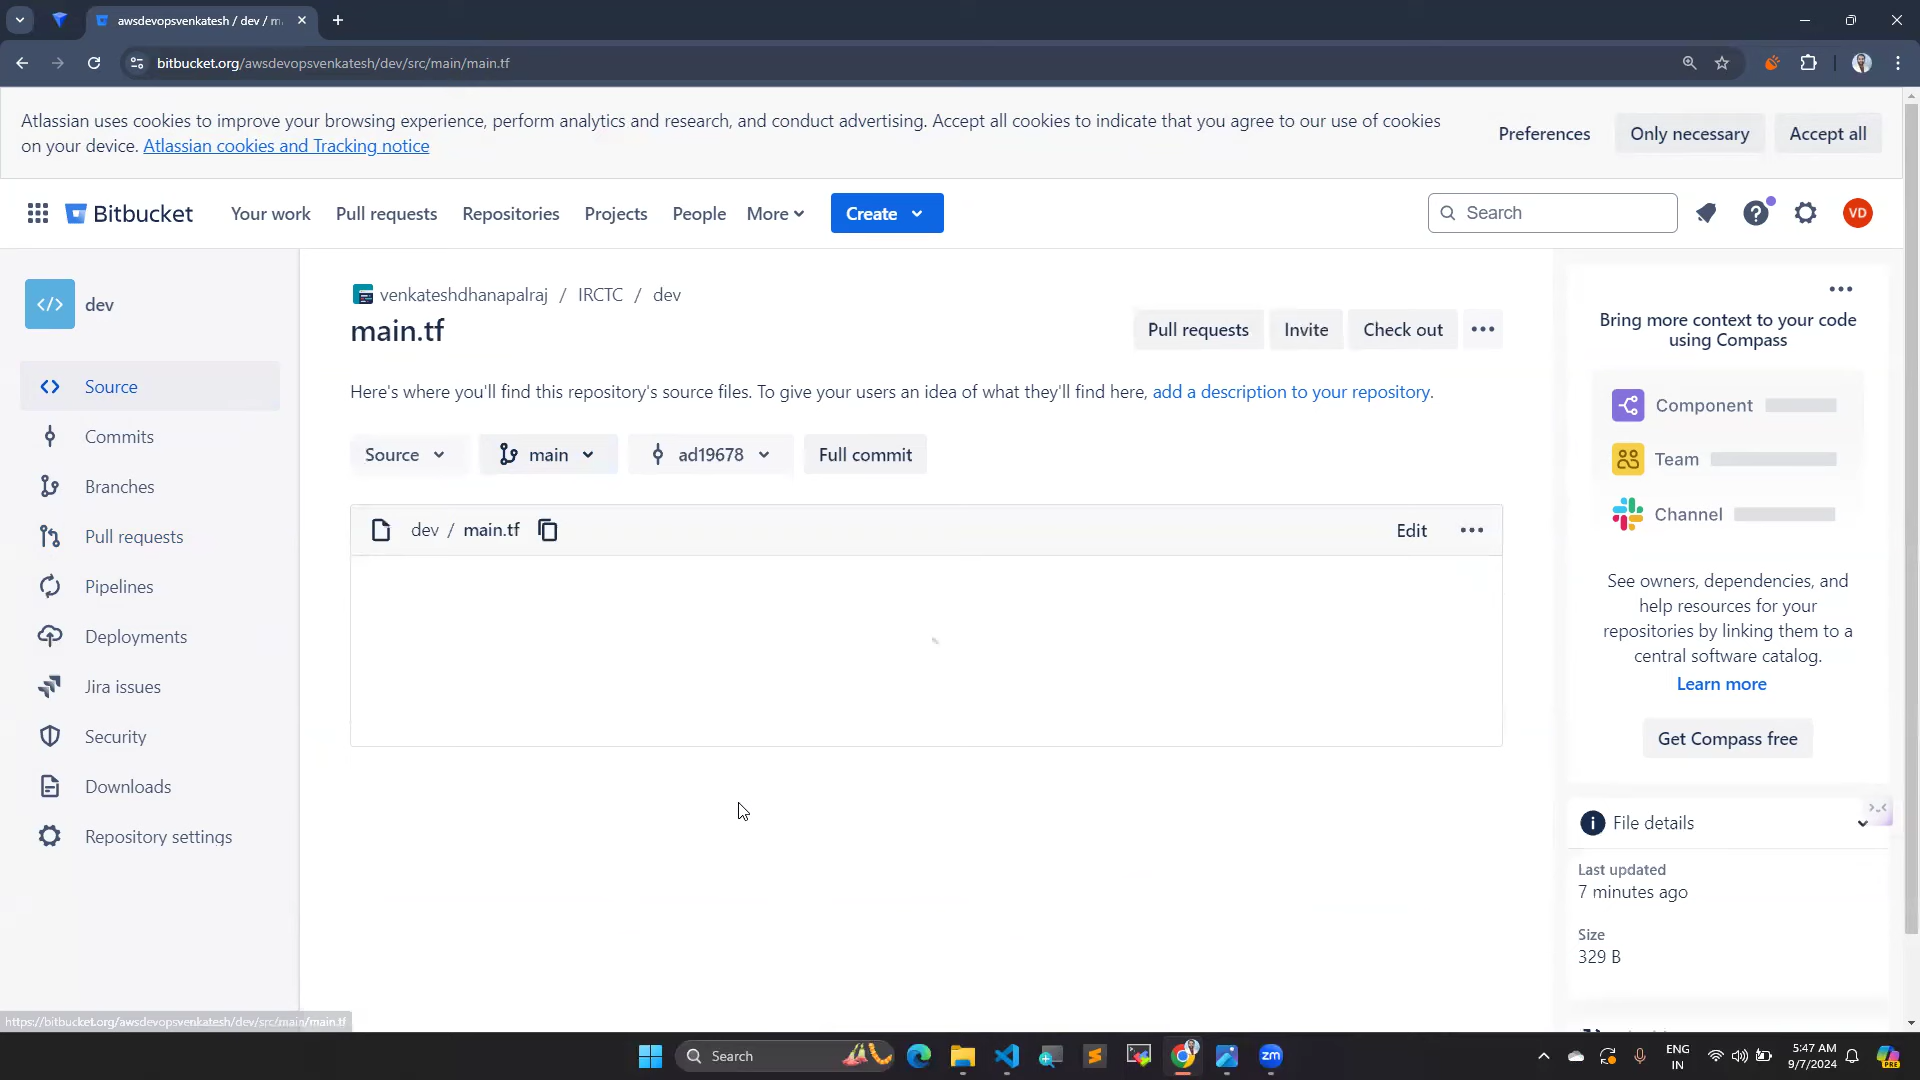 awsdevopsvenkatesh / dev / m
bitbucket.org/awsdevopsvenkatesh/dev/src/main/main.tf
Atlassian uses cookies to improve your browsing experience, perform analytics and research, and conduct advertising. Accept all cookies to indicate that you agree to our use of cookies
on your device. Atlassian cookies and Tracking notice
Preferences
Only necessary
Accept all
Bitbucket
Your work
Pull requests
Repositories
Projects
People
More
Create
Search
VD
dev
Source
Commits
Branches
Pull requests
Pipelines
Deployments
Jira issues
Security
Downloads
Repository settings
venkateshdhanapalraj / IRCTC / dev
main.tf
Pull requests
Invite
Check out
Here's where you'll find this repository's source files. To give your users an idea of what they'll find here, add a description to your repository.
Source
main
ad19678
Full commit
dev / main.tf
Edit
Bring more context to your code
using Compass
Component
Team
Channel
See owners, dependencies, and
help resources for your
repositories by linking them to a
central software catalog.
Learn more
Get Compass free
File details
Last updated
7 minutes ago
Size
329 B
https://bitbucket.org/awsdevopsvenkatesh/dev/src/main/main.tf
Search
zm
PRE
ENG
IN
5:47 AM
9/7/2024